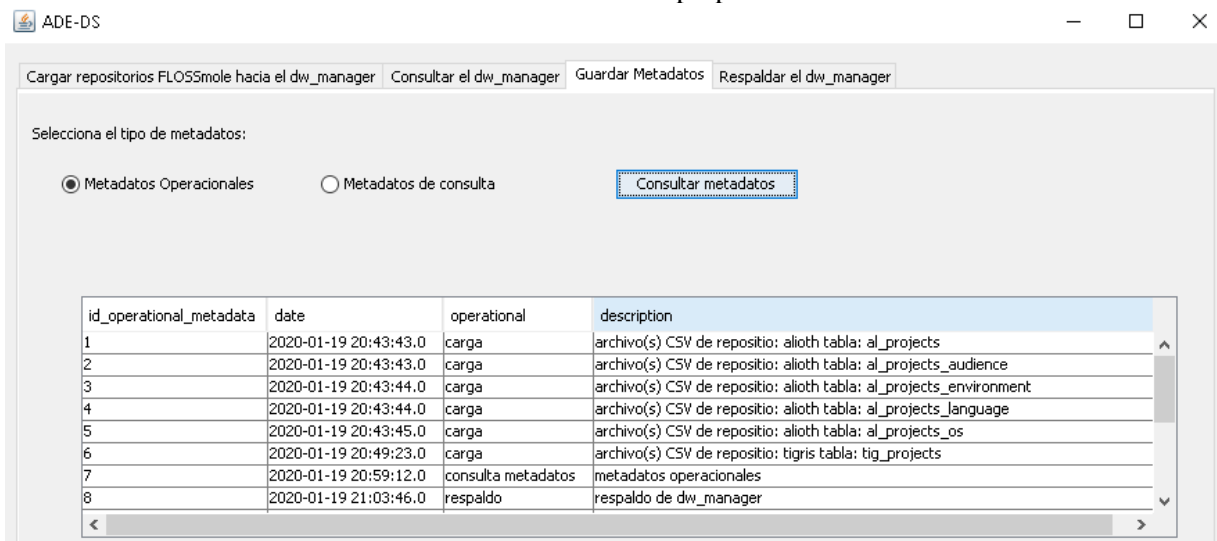 ADE-DS
Cargar repositorios FLOSSmole hacia el dw_manager Consultar el dw_manager Guardar Metadatos Respaldar el dw_manager
Selecciona el tipo de metadatos:
Metadatos Operacionales Metadatos de consulta Consultar metadatos
id_operational_metadata date operational description
1 2020-01-19 20:43:43.0 carga archivo(s) CSV de repositio: alioth tabla: al_projects
2 2020-01-19 20:43:43.0 carga archivo(s) CSV de repositio: alioth tabla: al_projects_audience
3 2020-01-19 20:43:44.0 carga archivo(s) CSV de repositio: alioth tabla: al_projects_environment
4 2020-01-19 20:43:44.0 carga archivo(s) CSV de repositio: alioth tabla: al_projects_language
5 2020-01-19 20:43:45.0 carga archivo(s) CSV de repositio: alioth tabla: al_projects_os
6 2020-01-19 20:49:23.0 carga archivo(s) CSV de repositio: tigris tabla: tig_projects
7 2020-01-19 20:59:12.0 consulta metadatos metadatos operacionales
8 2020-01-19 21:03:46.0 respaldo respaldo de dw_manager